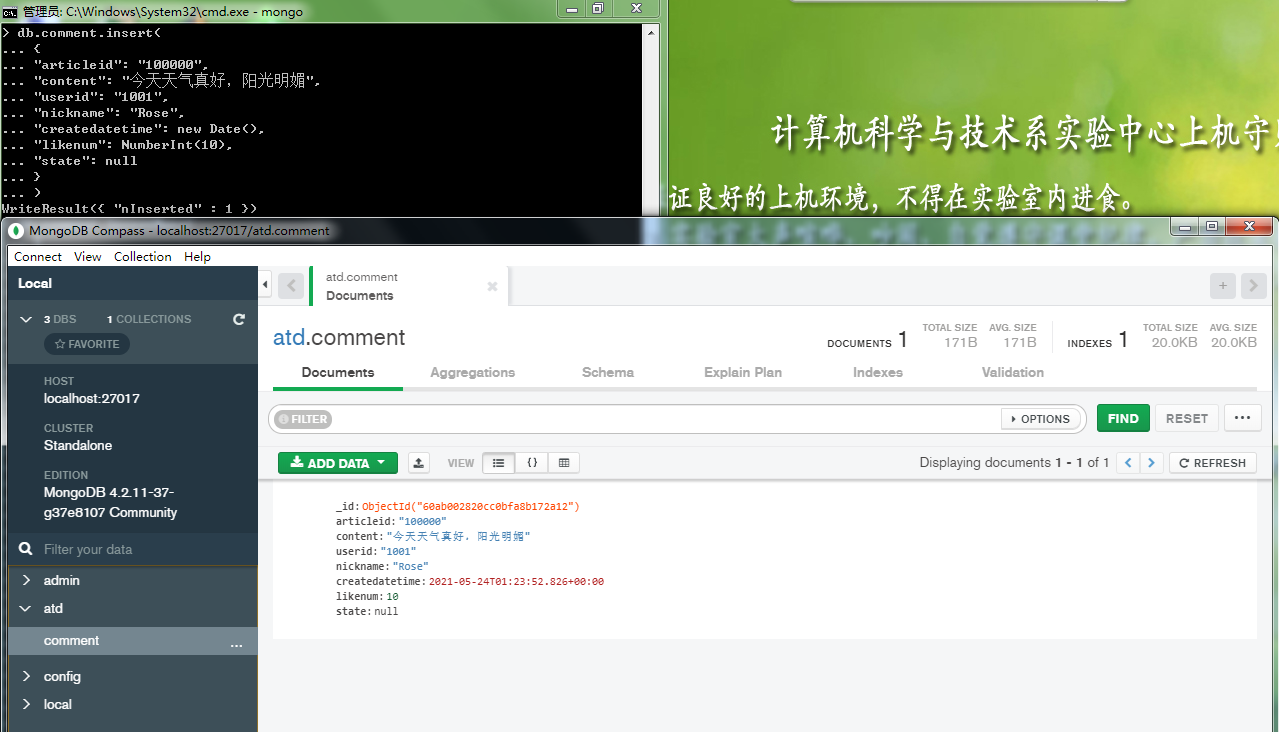 管理员: C:\Windows\System32\cmd.exe - mongo
> db.comment.insert(
... {
... "articleid": "100000",
... "content": "今天天气真好，阳光明媚",
... "userid": "1001",
... "nickname": "Rose",
... "createdatetime": new Date(),
... "likenum": NumberInt(10),
... "state": null
... }
... )
WriteResult({ "nInserted" : 1 })
计算机科学与技术系实验中心上机守
证良好的上机环境，不得在实验室内进食。
MongoDB Compass - localhost:27017/atd.comment
Connect View Collection Help
Local
3 DBS 1 COLLECTIONS
FAVORITE
HOST
localhost:27017
CLUSTER
Standalone
EDITION
MongoDB 4.2.11-37-
g37e8107 Community
Filter your data
admin
atd
comment ...
config
local
atd.comment
Documents
atd.comment
DOCUMENTS 1 TOTAL SIZE 171B AVG. SIZE 171B INDEXES 1 TOTAL SIZE 20.0KB AVG. SIZE 20.0KB
Documents Aggregations Schema Explain Plan Indexes Validation
FILTER OPTIONS FIND RESET ...
ADD DATA VIEW {} Displaying documents 1 - 1 of 1 < > REFRESH
_id: ObjectId("60ab002820cc0bfa8b172a12")
articleid: "100000"
content: "今天天气真好，阳光明媚"
userid: "1001"
nickname: "Rose"
createdatetime: 2021-05-24T01:23:52.826+00:00
likenum: 10
state: null